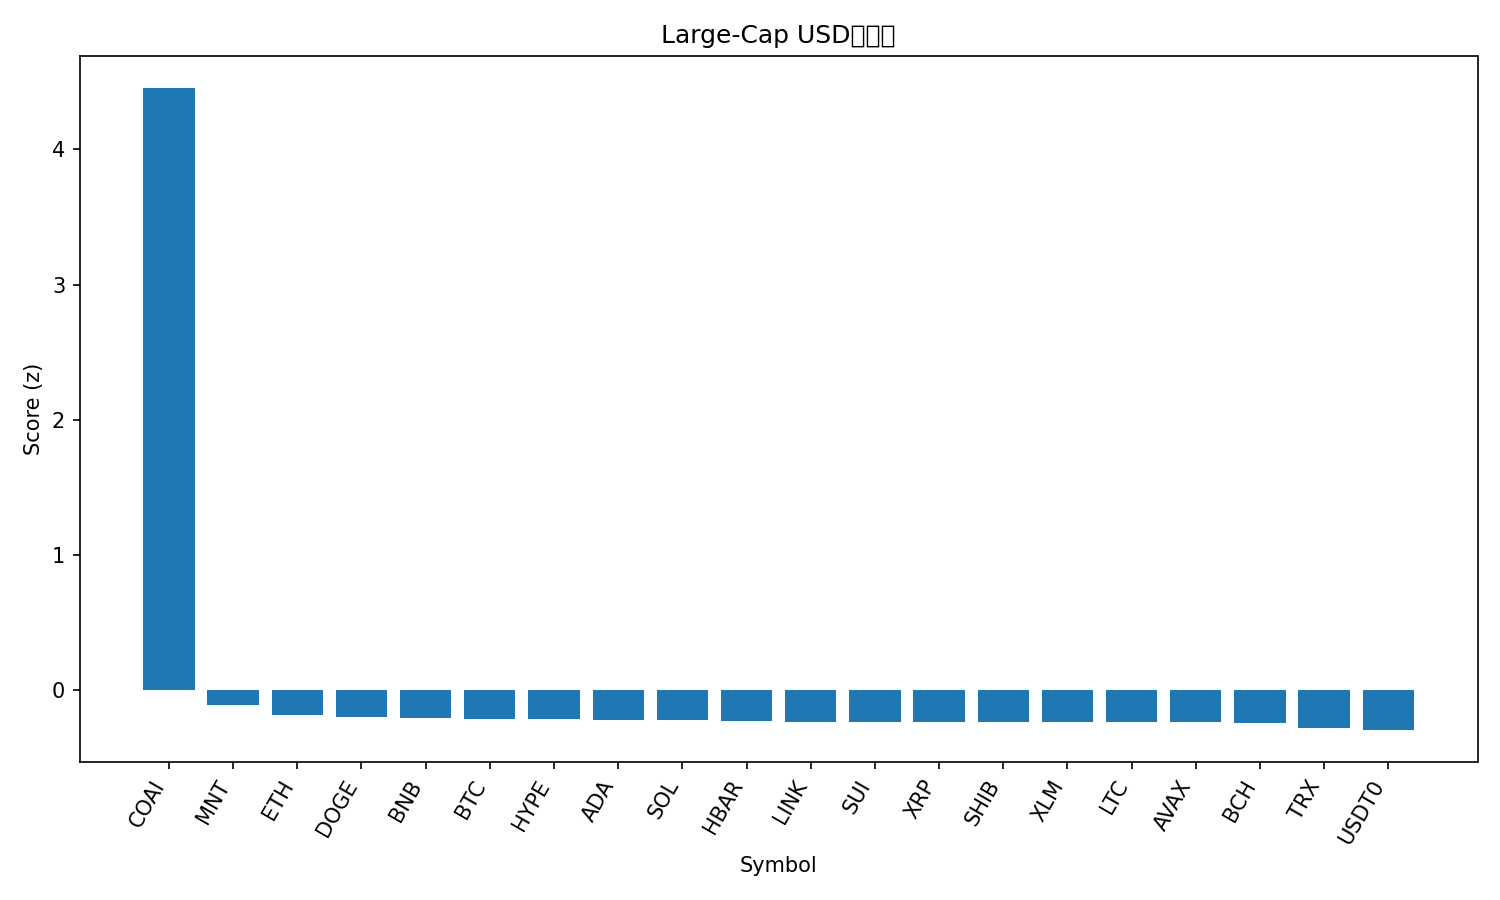 Large-Cap USD
Score (z)
4
3
2
1
0
COAI
MNT
ETH
DOGE
BNB
BTC
HYPE
ADA
SOL
HBAR
LINK
SUI
XRP
SHIB
XLM
LTC
AVAX
BCH
TRX
USDT0
Symbol